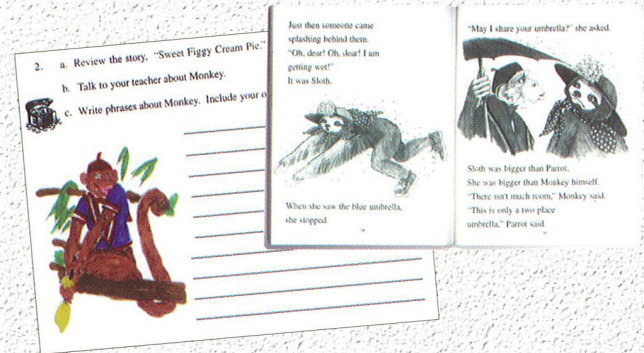 2. a. Review the story, "Sweet Figgy Cream Pie."
b. Talk to your teacher about Monkey.
c. Write phrases about Monkey. Include your o
Just then someone came
splashing behind them.
"Oh, dear! Oh, dear! I am
getting wet!"
It was Sloth.
When she saw the blue umbrella,
she stopped.
"May I share your umbrella?" she asked.
Sloth was bigger than Parrot.
She was bigger than Monkey himself.
"There isn't much room," Monkey said.
"This is only a two place
umbrella," Parrot said.